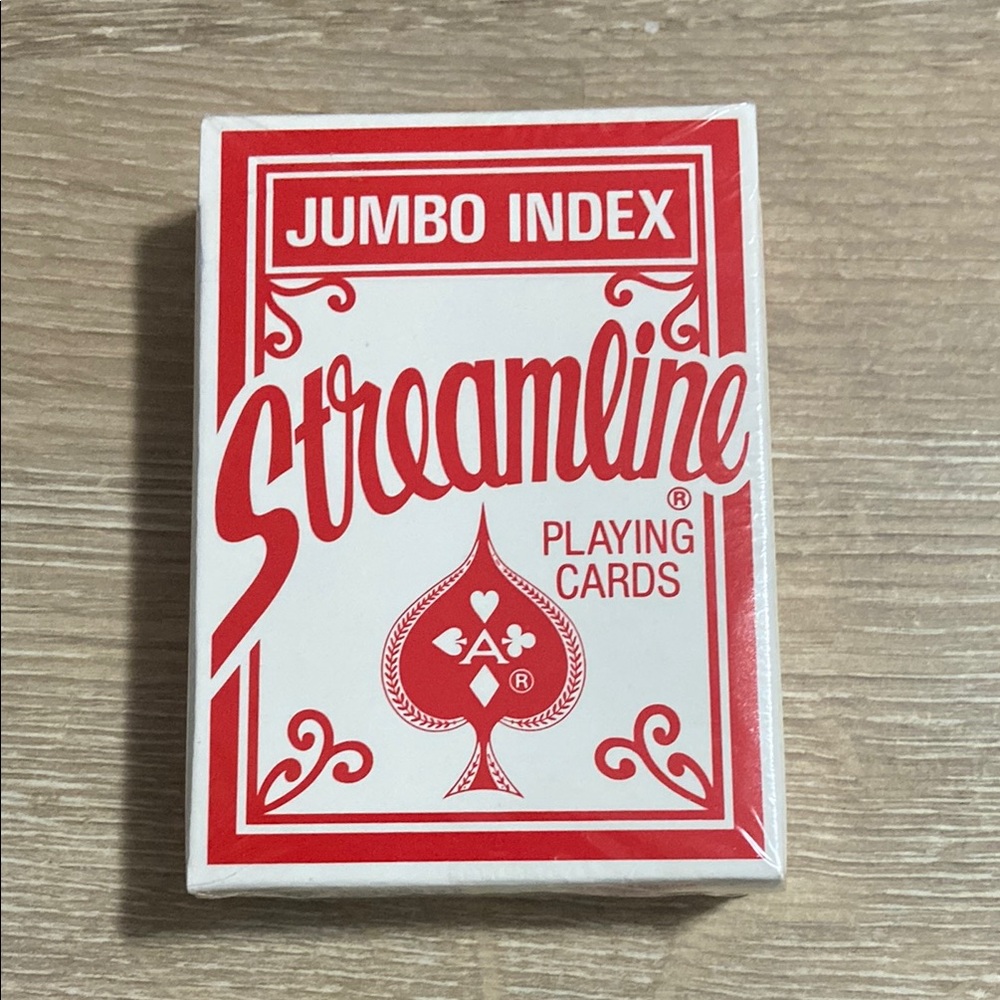 JUMBO INDEX
Streamline
®
PLAYING
CARDS
A
®